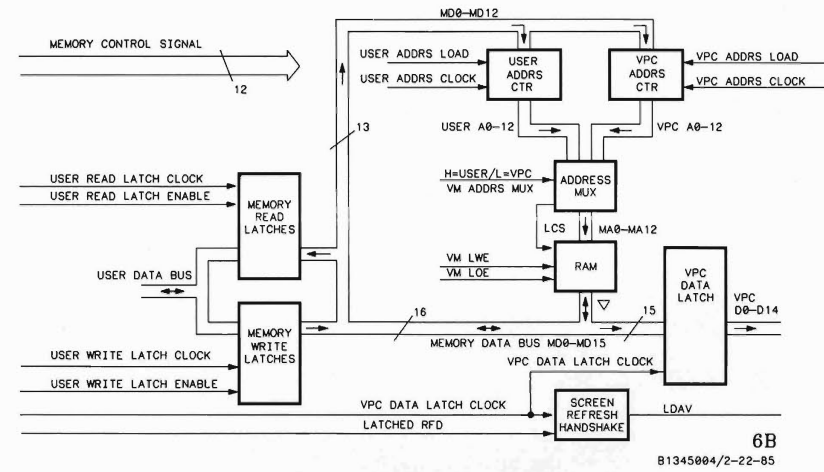 MD0-MD12
MEMORY CONTROL SIGNAL
12
USER ADDRS LOAD
USER ADDRS CLOCK
USER
ADDRS
CTR
VPC
ADDRS
CTR
VPC ADDRS LOAD
VPC ADDRS CLOCK
13
USER A0-12
VPC A0-12
USER READ LATCH CLOCK
USER READ LATCH ENABLE
MEMORY
READ
LATCHES
H=USER/L=VPC
VM ADDRS MUX
ADDRESS
MUX
LCS
MA0-MA12
USER DATA BUS
VM LWE
VM LOE
RAM
VPC
DATA
LATCH
VPC
D0-D14
16
15
MEMORY DATA BUS MD0-MD15
MEMORY
WRITE
LATCHES
USER WRITE LATCH CLOCK
USER WRITE LATCH ENABLE
VPC DATA LATCH CLOCK
VPC DATA LATCH CLOCK
LATCHED RFD
SCREEN
REFRESH
HANDSHAKE
LDAV
6B
B1345004/2-22-85